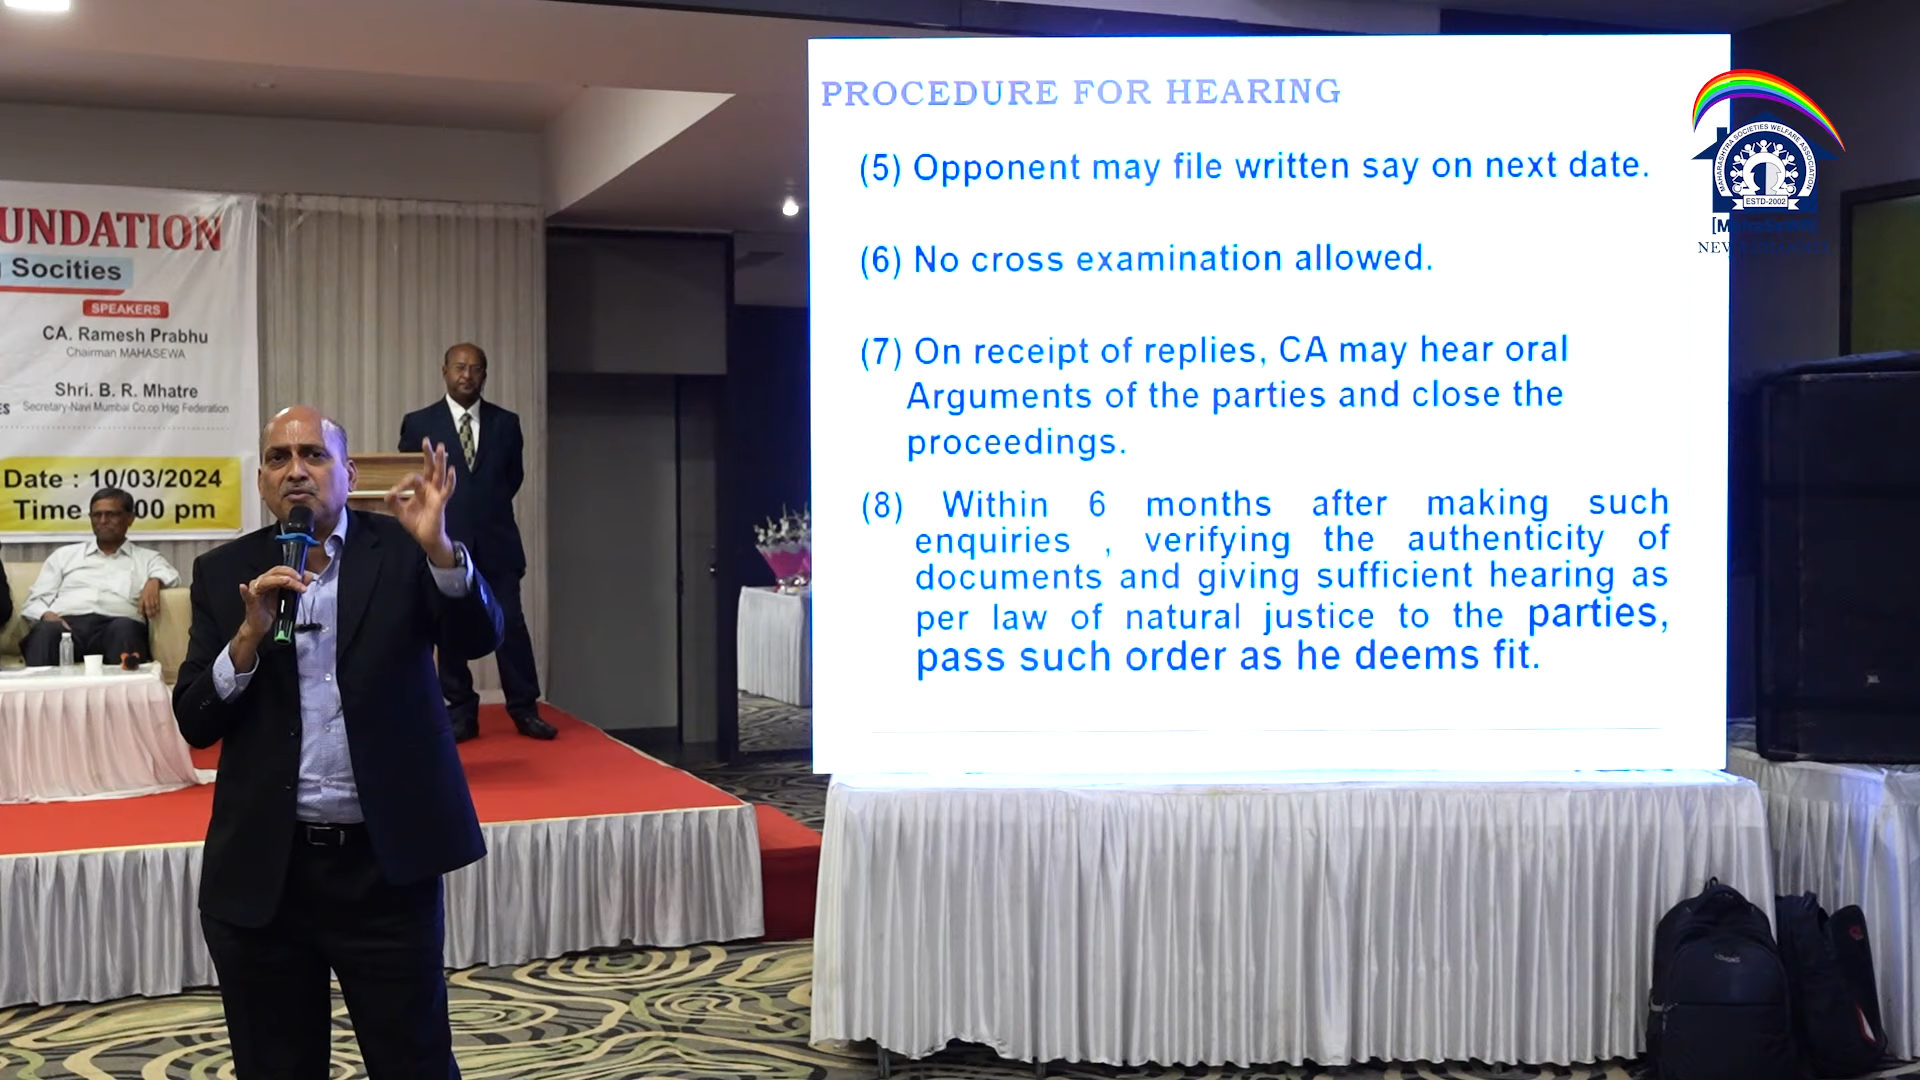 UNDATION
Socities
SPEAKERS
CA. Ramesh Prabhu
Chairman MAHASEWA
Shri. B. R. Mhatre
Secretary-Navi Mumbai Co.op Hsg Federation
Date : 10/03/2024
Time 00 pm
PROCEDURE FOR HEARING
(5) Opponent may file written say on next date.
(6) No cross examination allowed.
(7) On receipt of replies, CA may hear oral
Arguments of the parties and close the
proceedings.
(8) Within 6 months after making such
enquiries , verifying the authenticity of
documents and giving sufficient hearing as
per law of natural justice to the parties,
pass such order as he deems fit.
MAHARASHTRA SOCIETIES WELFARE ASSOCIATION
ESTD-2002